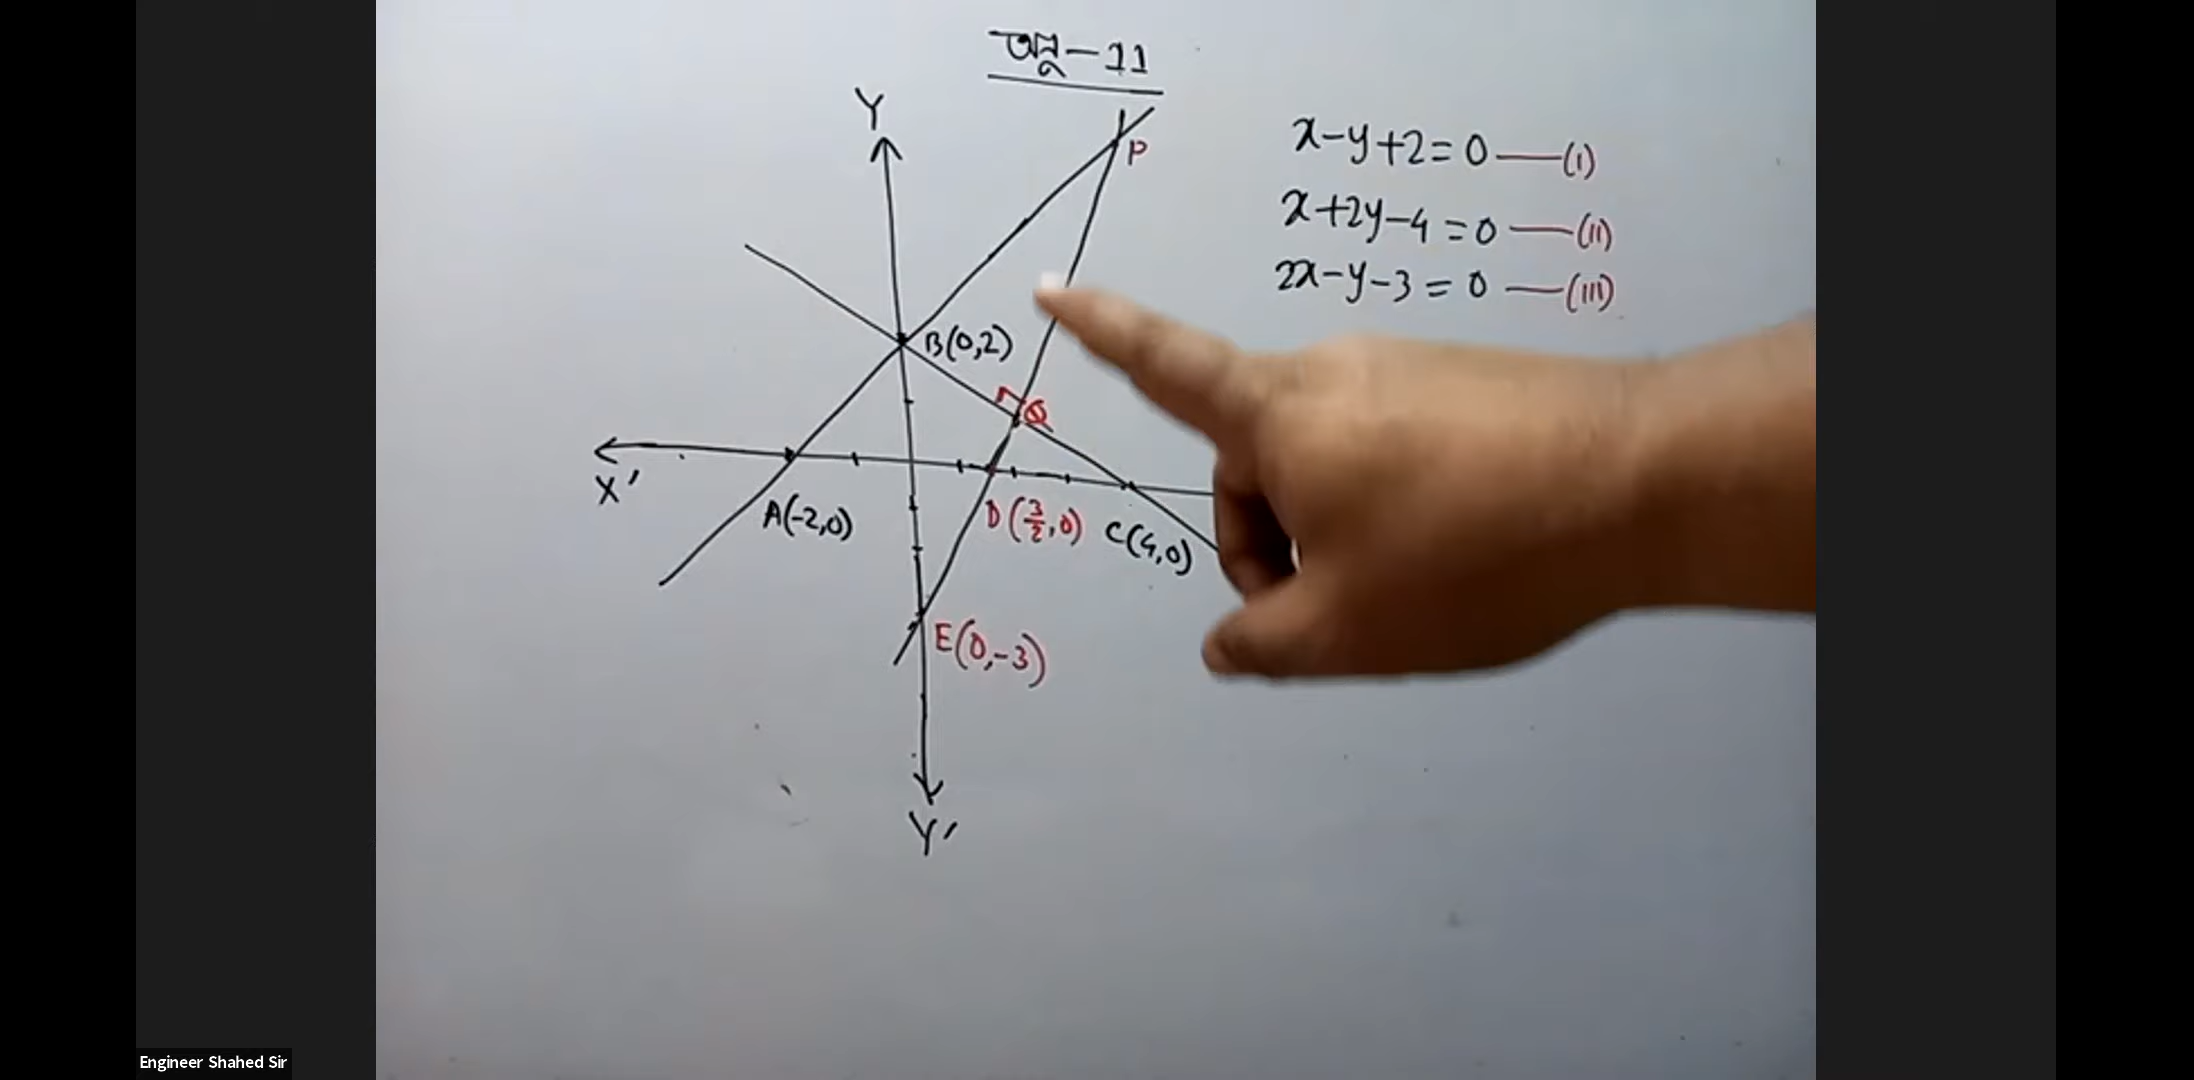 অনু-11
Y
P
x-y+2=0 —(I)
x+2y-4=0 —(II)
2x-y-3=0 —(III)
B(0,2)
Q
X'
A(-2,0)
D(3/2,0)
C(4,0)
E(0,-3)
Y'
Engineer Shahed Sir